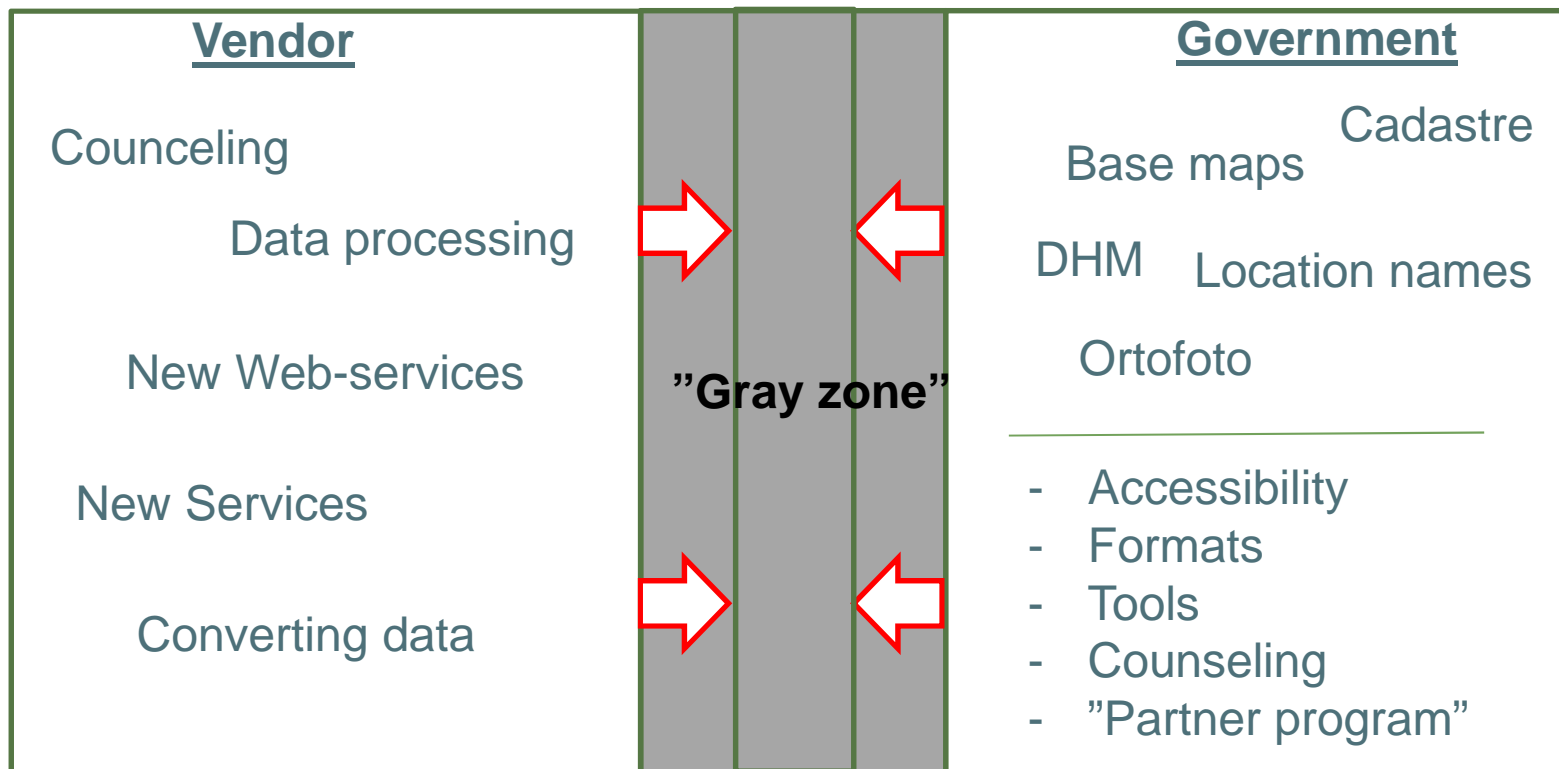 Vendor
Counceling
Data processing
New Web-services
New Services
Converting data
”Gray zone”
Government
Cadastre
Base maps
DHM
Location names
Ortofoto
- Accessibility
- Formats
- Tools
- Counseling
- ”Partner program”